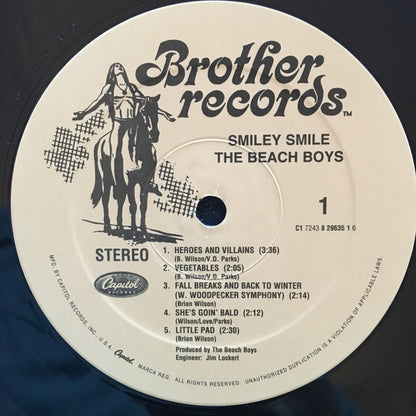 Brother
records™
SMILEY SMILE
THE BEACH BOYS
1
C1 7243 8 29635 1 6
STEREO
Capitol
RECORDS
1. HEROES AND VILLAINS (3:36)
(B. Wilson/V.D. Parks)
2. VEGETABLES (2:05)
(B. Wilson/V.D. Parks)
3. FALL BREAKS AND BACK TO WINTER
(W. WOODPECKER SYMPHONY) (2:14)
(Brian Wilson)
4. SHE'S GOIN' BALD (2:12)
(Wilson/Love/Parks)
5. LITTLE PAD (2:30)
(Brian Wilson)
Produced by The Beach Boys
Engineer: Jim Lockert
MFD. BY CAPITOL RECORDS, INC., U.S.A. Capitol MARCA REG. ALL RIGHTS RESERVED. UNAUTHORIZED DUPLICATION IS A VIOLATION OF APPLICABLE LAWS.